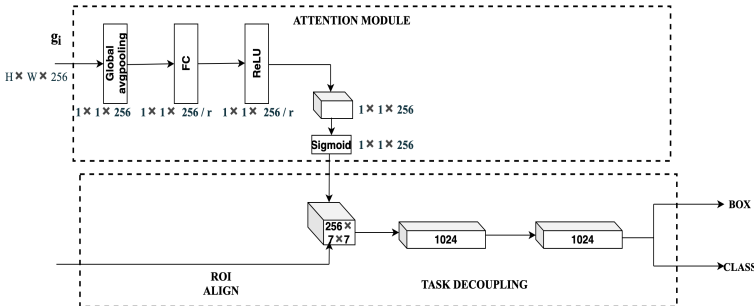 ATTENTION MODULE
gi
H × W × 256
Global
avgpooling
FC
ReLU
1 × 1 × 256
1 × 1 × 256 / r
1 × 1 × 256 / r
1 × 1 × 256
Sigmoid
1 × 1 × 256
256 ×
7 × 7
1024
1024
BOX
CLASS
ROI
ALIGN
TASK DECOUPLING